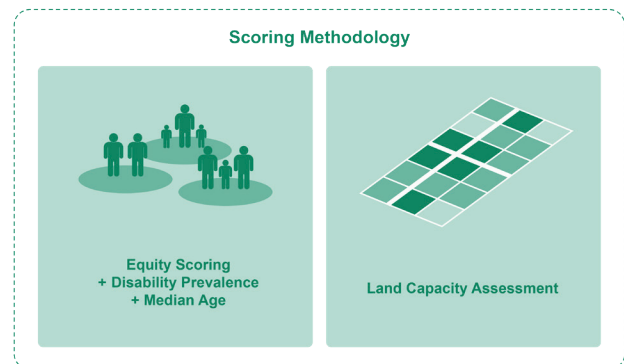 Scoring Methodology
Equity Scoring
+ Disability Prevalence
+ Median Age
Land Capacity Assessment